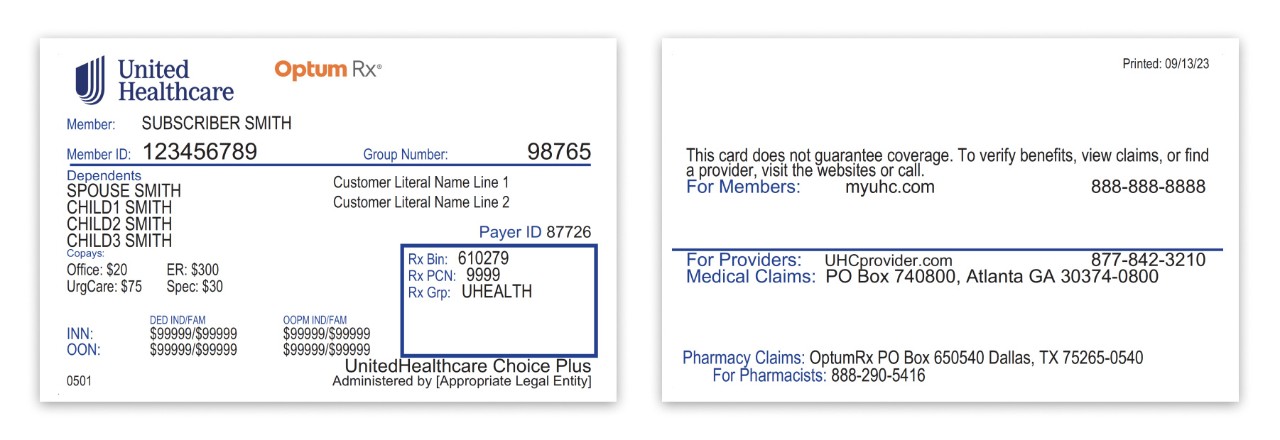 United Healthcare
Optum Rx®
Member: SUBSCRIBER SMITH
Member ID: 123456789 Group Number: 98765
Dependents
SPOUSE SMITH
CHILD1 SMITH
CHILD2 SMITH
CHILD3 SMITH
Customer Literal Name Line 1
Customer Literal Name Line 2
Payer ID 87726
Copays:
Office: $20 ER: $300
UrgCare: $75 Spec: $30
Rx Bin: 610279
Rx PCN: 9999
Rx Grp: UHEALTH
DED IND/FAM OOPM IND/FAM
INN: $99999/$99999 $99999/$99999
OON: $99999/$99999 $99999/$99999
UnitedHealthcare Choice Plus
0501 Administered by [Appropriate Legal Entity]
Printed: 09/13/23
This card does not guarantee coverage. To verify benefits, view claims, or find
a provider, visit the websites or call.
For Members: myuhc.com 888-888-8888
For Providers: UHCprovider.com 877-842-3210
Medical Claims: PO Box 740800, Atlanta GA 30374-0800
Pharmacy Claims: OptumRx PO Box 650540 Dallas, TX 75265-0540
For Pharmacists: 888-290-5416